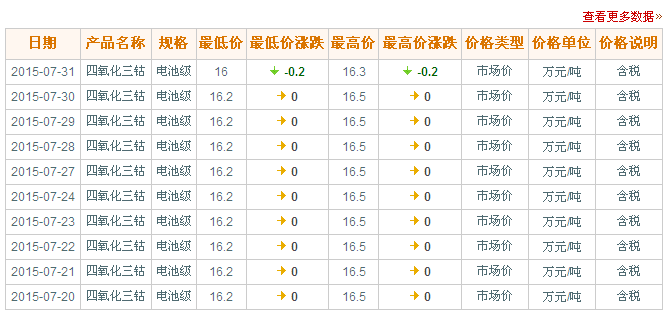 查看更多数据»
日期 产品名称 规格 最低价 最低价涨跌 最高价 最高价涨跌 价格类型 价格单位 价格说明
2015-07-31 四氧化三钴 电池级 16 -0.2 16.3 -0.2 市场价 万元/吨 含税
2015-07-30 四氧化三钴 电池级 16.2 0 16.5 0 市场价 万元/吨 含税
2015-07-29 四氧化三钴 电池级 16.2 0 16.5 0 市场价 万元/吨 含税
2015-07-28 四氧化三钴 电池级 16.2 0 16.5 0 市场价 万元/吨 含税
2015-07-27 四氧化三钴 电池级 16.2 0 16.5 0 市场价 万元/吨 含税
2015-07-24 四氧化三钴 电池级 16.2 0 16.5 0 市场价 万元/吨 含税
2015-07-23 四氧化三钴 电池级 16.2 0 16.5 0 市场价 万元/吨 含税
2015-07-22 四氧化三钴 电池级 16.2 0 16.5 0 市场价 万元/吨 含税
2015-07-21 四氧化三钴 电池级 16.2 0 16.5 0 市场价 万元/吨 含税
2015-07-20 四氧化三钴 电池级 16.2 0 16.5 0 市场价 万元/吨 含税